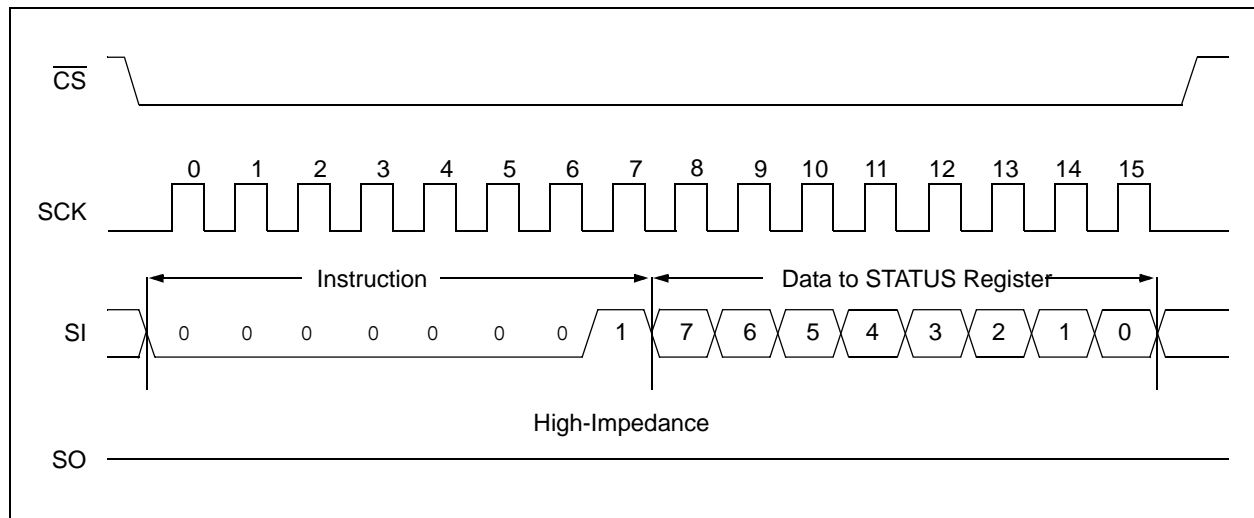 CS
0 1 2 3 4 5 6 7 8 9 10 11 12 13 14 15
SCK
Instruction Data to STATUS Register
SI 0 0 0 0 0 0 0 1 7 6 5 4 3 2 1 0
High-Impedance
SO